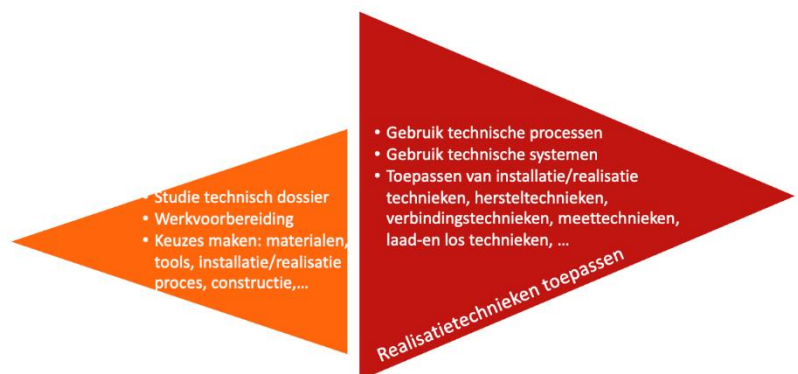 • Studie technisch dossier
• Werkvoorbereiding
• Keuzes maken: materialen,
tools, installatie/realisatie
proces, constructie,...
• Gebruik technische processen
• Gebruik technische systemen
• Toepassen van installatie/realisatie
technieken, hersteltechnieken,
verbindingstechnieken, meettechnieken,
laad-en los technieken, ...
Realisatietechnieken toepassen